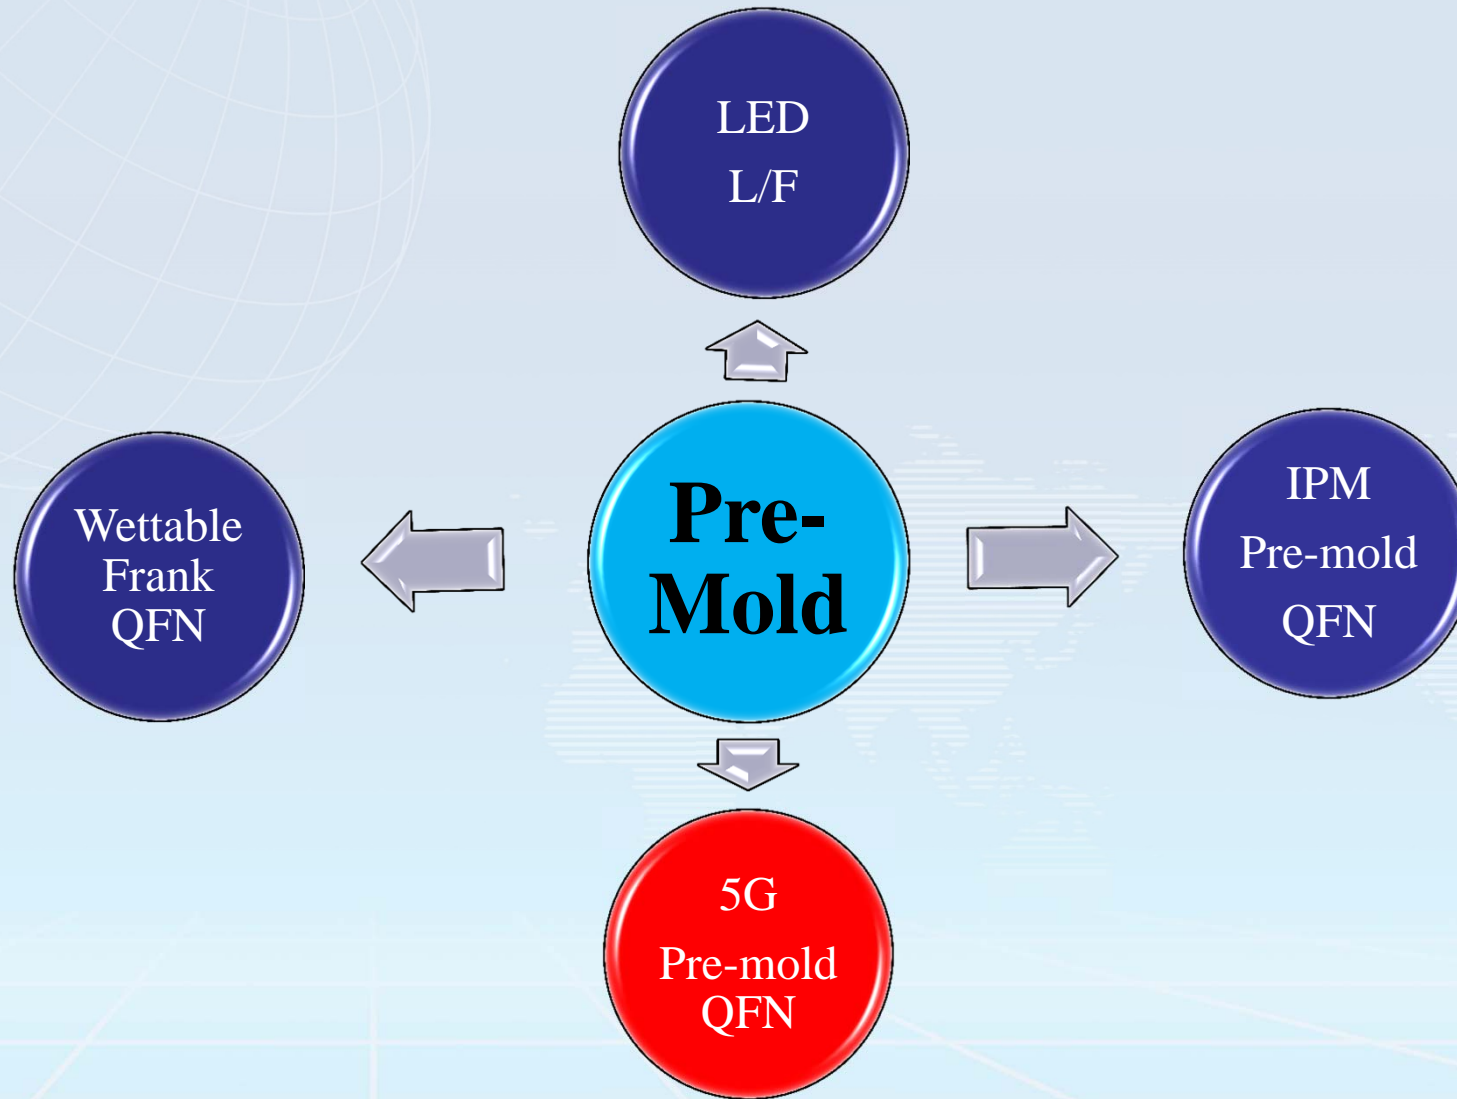 LED
L/F
Wettable
Frank
QFN
Pre-
Mold
IPM
Pre-mold
QFN
5G
Pre-mold
QFN